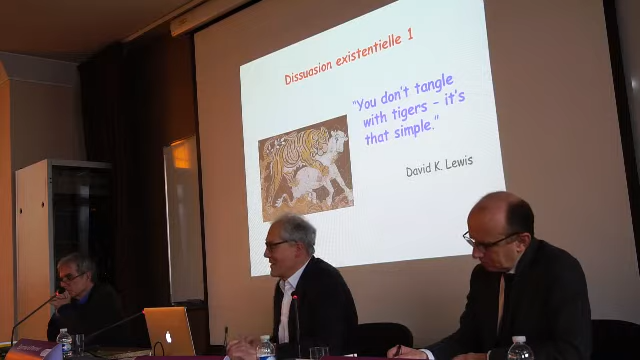 Dissuasion existentielle 1
"You don't tangle
with tigers – it's
that simple."
David K. Lewis